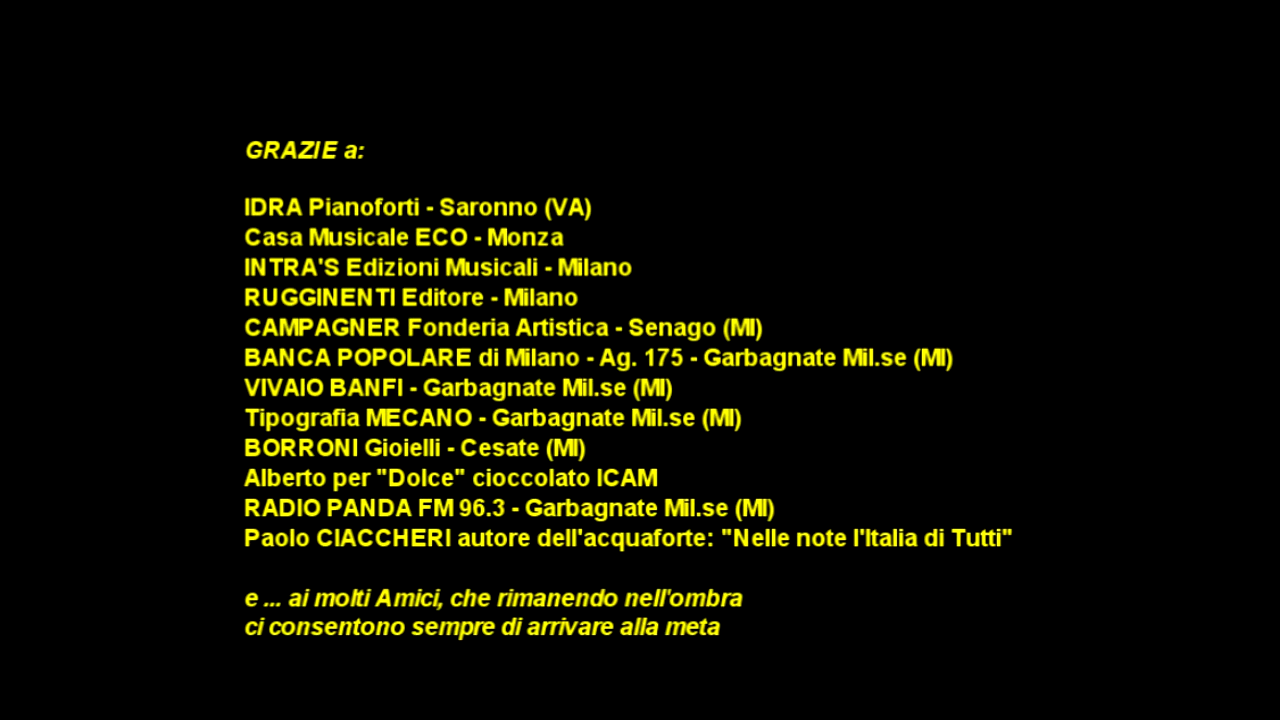 GRAZIE a:
IDRA Pianoforti - Saronno (VA)
Casa Musicale ECO - Monza
INTRA'S Edizioni Musicali - Milano
RUGGINENTI Editore - Milano
CAMPAGNER Fonderia Artistica - Senago (MI)
BANCA POPOLARE di Milano - Ag. 175 - Garbagnate Mil.se (MI)
VIVAIO BANFI - Garbagnate Mil.se (MI)
Tipografia MECANO - Garbagnate Mil.se (MI)
BORRONI Gioielli - Cesate (MI)
Alberto per "Dolce" cioccolato ICAM
RADIO PANDA FM 96.3 - Garbagnate Mil.se (MI)
Paolo CIACCHERI autore dell'acquaforte: "Nelle note l'Italia di Tutti"
e ... ai molti Amici, che rimanendo nell'ombra
ci consentono sempre di arrivare alla meta